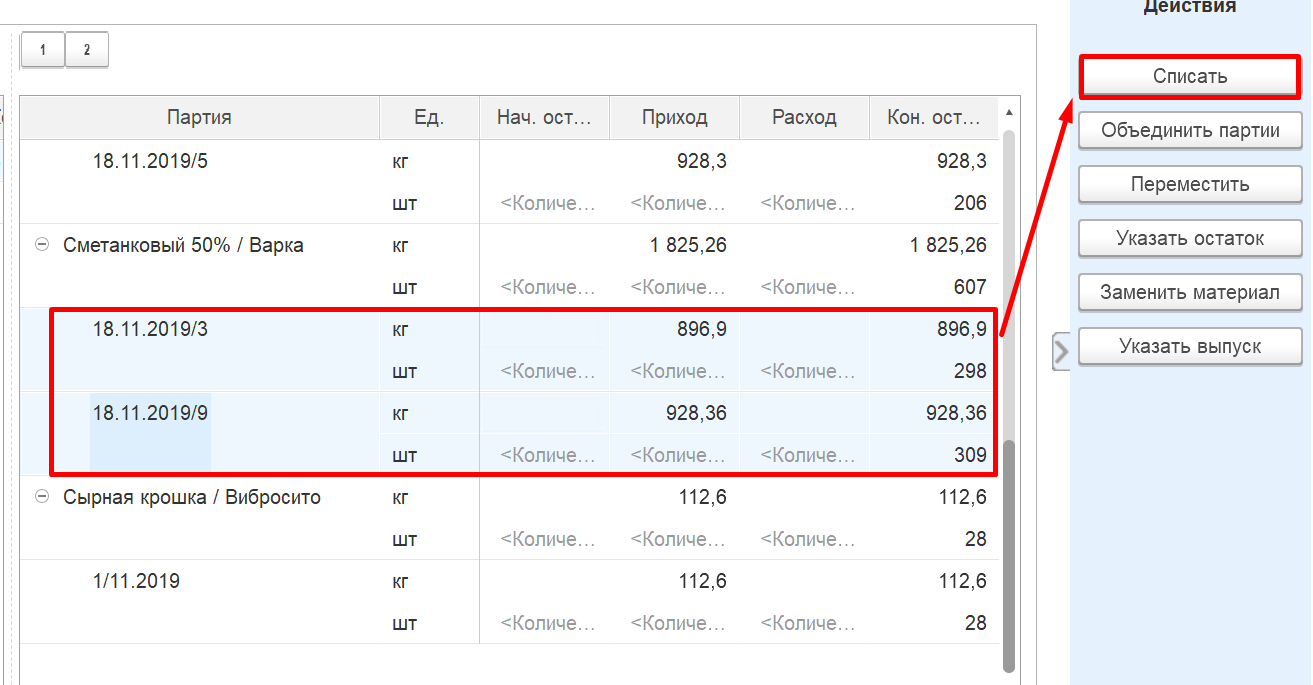 Действия
1 2
Списать
Объединить партии
Переместить
Указать остаток
Заменить материал
Указать выпуск
Партия Ед. Нач. ост... Приход Расход Кон. ост...
18.11.2019/5 кг 928,3 928,3
шт <Количе... <Количе... <Количе... 206
Сметанковый 50% / Варка кг 1 825,26 1 825,26
шт <Количе... <Количе... <Количе... 607
18.11.2019/3 кг 896,9 896,9
шт <Количе... <Количе... <Количе... 298
18.11.2019/9 кг 928,36 928,36
шт <Количе... <Количе... <Количе... 309
Сырная крошка / Вибросито кг 112,6 112,6
шт <Количе... <Количе... <Количе... 28
1/11.2019 кг 112,6 112,6
шт <Количе... <Количе... <Количе... 28